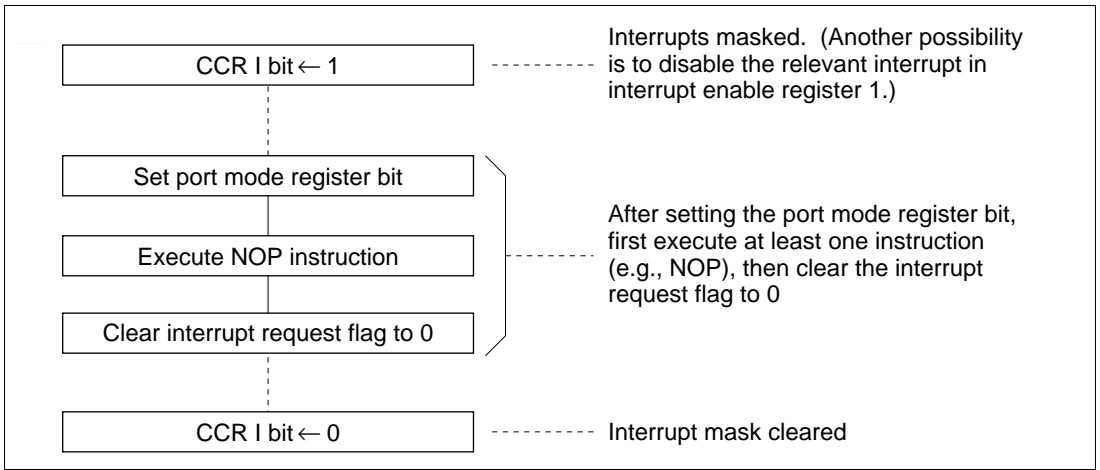 CCR I bit ← 1
Interrupts masked. (Another possibility
is to disable the relevant interrupt in
interrupt enable register 1.)
Set port mode register bit
Execute NOP instruction
Clear interrupt request flag to 0
After setting the port mode register bit,
first execute at least one instruction
(e.g., NOP), then clear the interrupt
request flag to 0
CCR I bit ← 0
Interrupt mask cleared